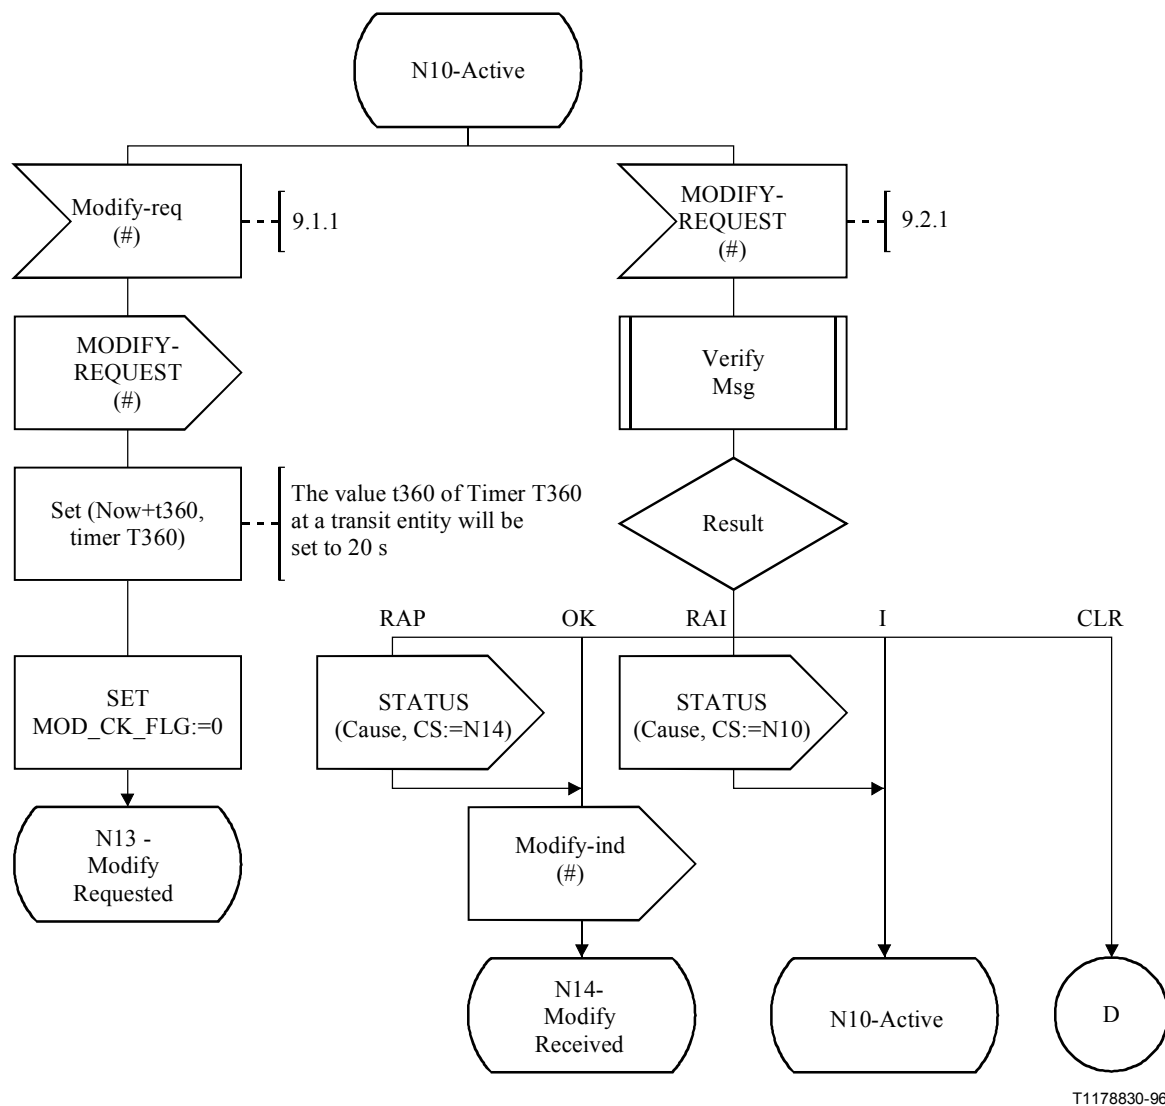 N10-Active
Modify-req
(#)
9.1.1
MODIFY-
REQUEST
(#)
9.2.1
MODIFY-
REQUEST
(#)
Verify
Msg
Set (Now+t360,
timer T360)
The value t360 of Timer T360
at a transit entity will be
set to 20 s
Result
RAP
OK
RAI
I
CLR
SET
MOD_CK_FLG:=0
STATUS
(Cause, CS:=N14)
STATUS
(Cause, CS:=N10)
N13 -
Modify
Requested
Modify-ind
(#)
N14-
Modify
Received
N10-Active
D
T1178830-96